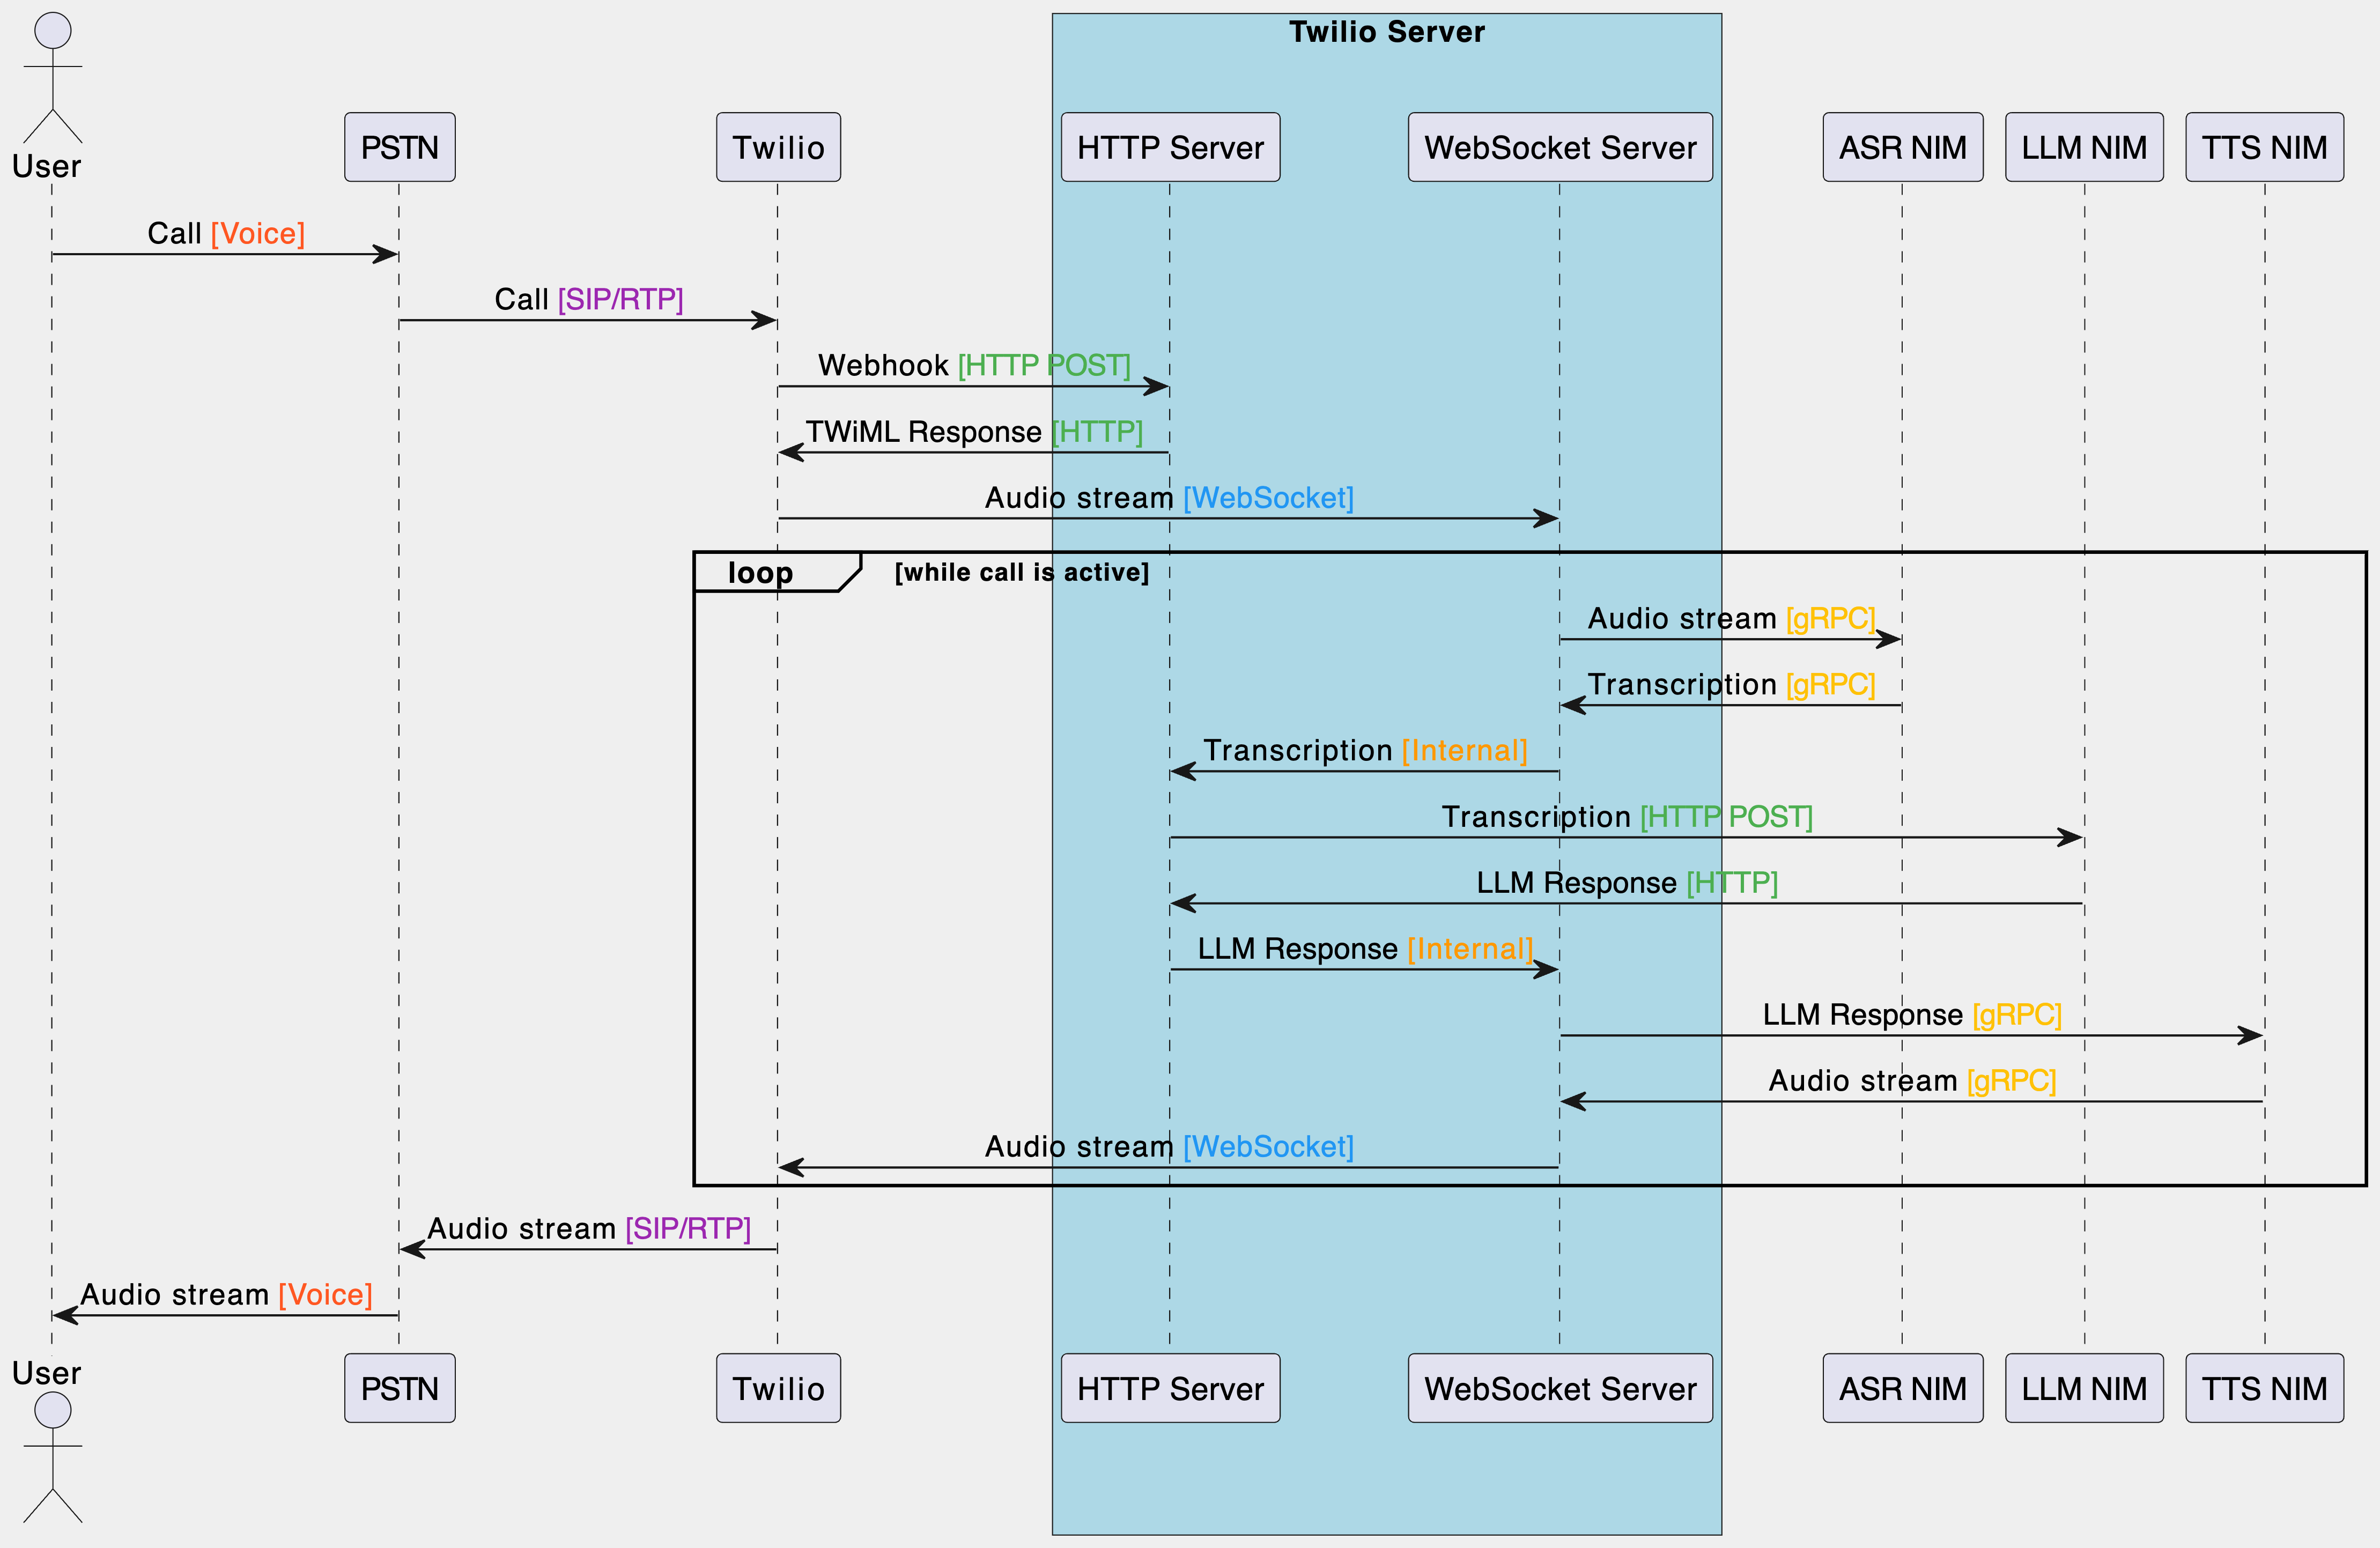 Twilio Server
User
PSTN
Twilio
HTTP Server
WebSocket Server
ASR NIM
LLM NIM
TTS NIM
Call [Voice]
Call [SIP/RTP]
Webhook [HTTP POST]
TWiML Response [HTTP]
Audio stream [WebSocket]
loop
[while call is active]
Audio stream [gRPC]
Transcription [gRPC]
Transcription [Internal]
Transcription [HTTP POST]
LLM Response [HTTP]
LLM Response [Internal]
LLM Response [gRPC]
Audio stream [gRPC]
Audio stream [WebSocket]
Audio stream [SIP/RTP]
Audio stream [Voice]
User
PSTN
Twilio
HTTP Server
WebSocket Server
ASR NIM
LLM NIM
TTS NIM